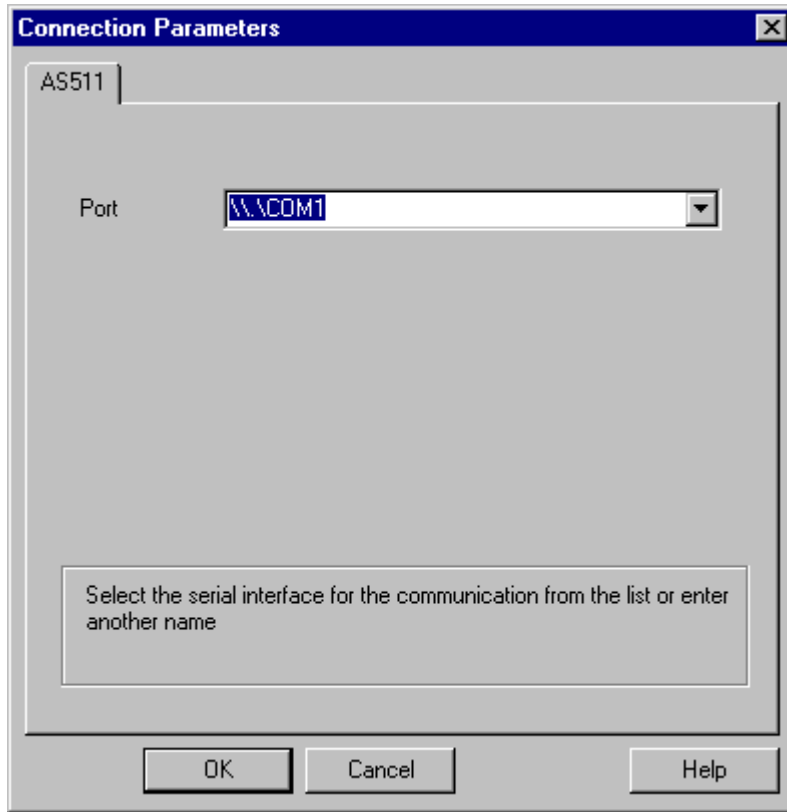 Connection Parameters
AS511
Port
\\.\COM1
Select the serial interface for the communication from the list or enter
another name
OK
Cancel
Help